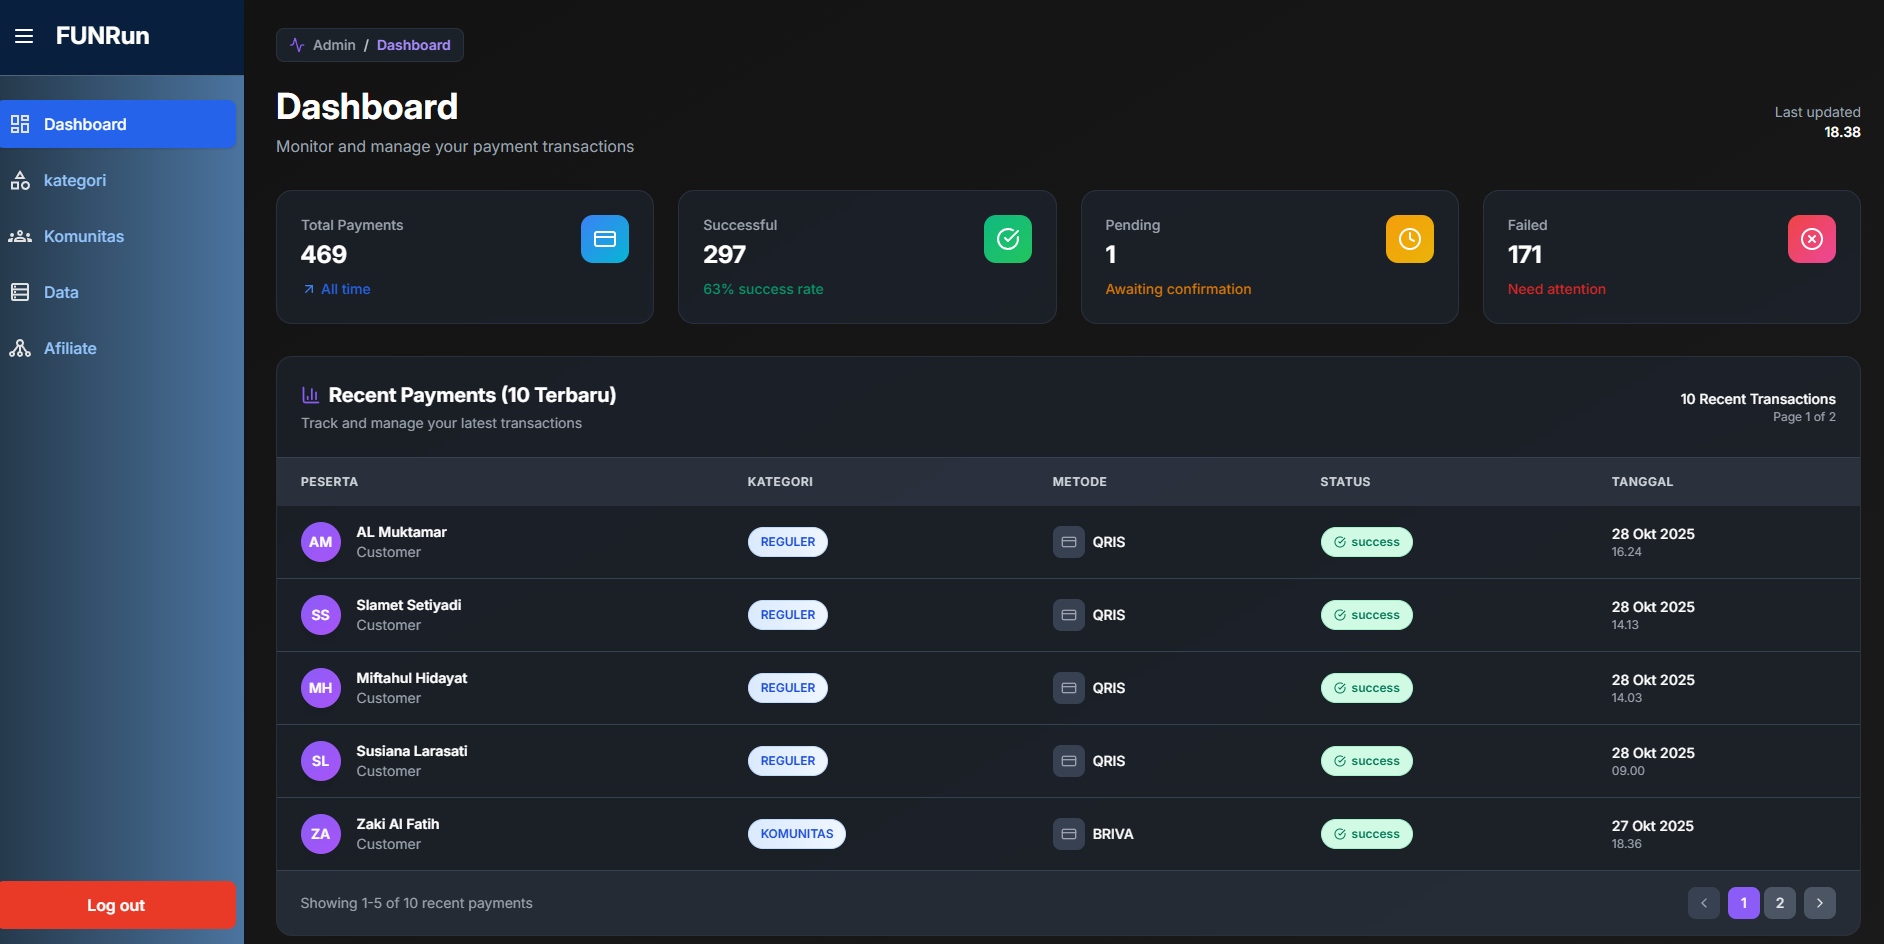 FUNRun
Dashboard
kategori
Komunitas
Data
Afiliate
Log out
Admin / Dashboard
Dashboard
Monitor and manage your payment transactions
Last updated
18.38
Total Payments
469
All time
Successful
297
63% success rate
Pending
1
Awaiting confirmation
Failed
171
Need attention
Recent Payments (10 Terbaru)
Track and manage your latest transactions
10 Recent Transactions
Page 1 of 2
PESERTA KATEGORI METODE STATUS TANGGAL
AM AL Muktamar REGULER QRIS success 28 Okt 2025
Customer 16.24
SS Slamet Setiyadi REGULER QRIS success 28 Okt 2025
Customer 14.13
MH Miftahul Hidayat REGULER QRIS success 28 Okt 2025
Customer 14.03
SL Susiana Larasati REGULER QRIS success 28 Okt 2025
Customer 09.00
ZA Zaki Al Fatih KOMUNITAS BRIVA success 27 Okt 2025
Customer 18.36
Showing 1-5 of 10 recent payments
1 2